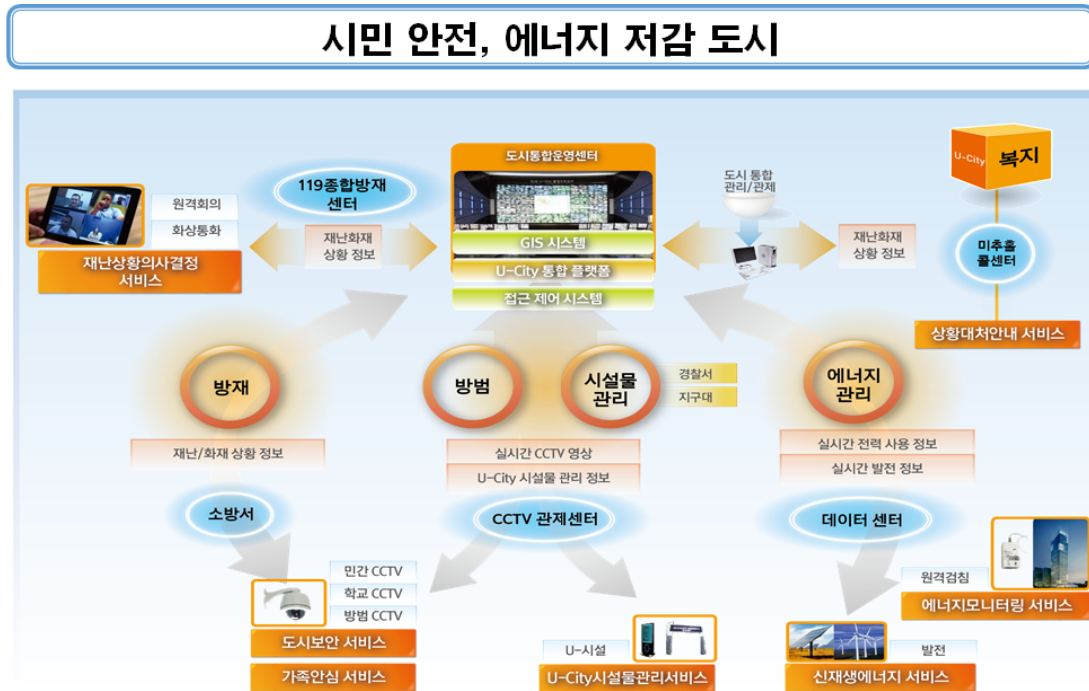 시민 안전, 에너지 저감 도시
도시통합운영센터
U-City 복지
119종합방재
센터
도시 통합
관리/관제
원격회의
화상통화
재난화재
상황 정보
GIS 시스템
재난화재
상황 정보
미추홀
콜센터
재난상황의사결정
서비스
U-City 통합 플랫폼
접근 제어 시스템
상황대처안내 서비스
방재
방범
시설물
관리
경찰서
지구대
에너지
관리
재난/화재 상황 정보
실시간 CCTV 영상
U-City 시설물 관리 정보
실시간 전력 사용 정보
실시간 발전 정보
소방서
CCTV 관제센터
데이터 센터
민간 CCTV
학교 CCTV
방범 CCTV
원격검침
에너지모니터링 서비스
도시보안 서비스
가족안심 서비스
U-시설
U-City시설물관리서비스
발전
신재생에너지 서비스